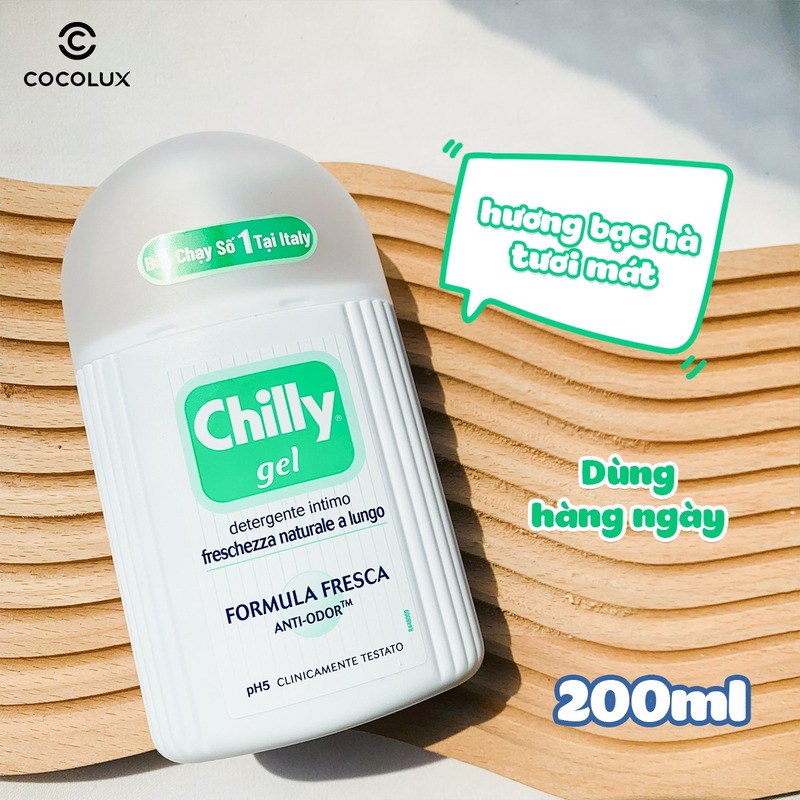 COCOLUX
Chạy Số 1 Tại Italy
hương bạc hà
tươi mát
Chilly®
gel
detergente intimo
freschezza naturale a lungo
FORMULA FRESCA
ANTI-ODOR™
pH5 CLINICAMENTE TESTATO
Dùng
hàng ngày
200ml